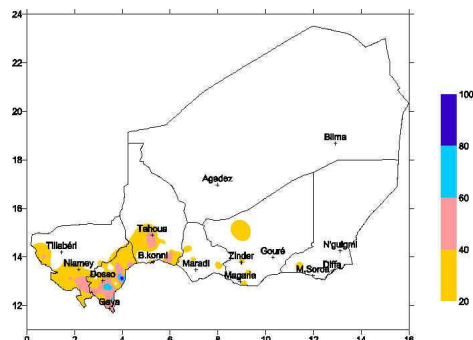 24
22
20
18
16
14
12
0 2 4 6 8 10 12 14 16
Bilma
Agadez
Tahoua
Tillabéri
N'guigmi
B.konni
Zinder
Gouré
Niamey
Maradi
Diffa
Dosso
M.Soroa
Magaria
Gaya
100
80
60
40
20